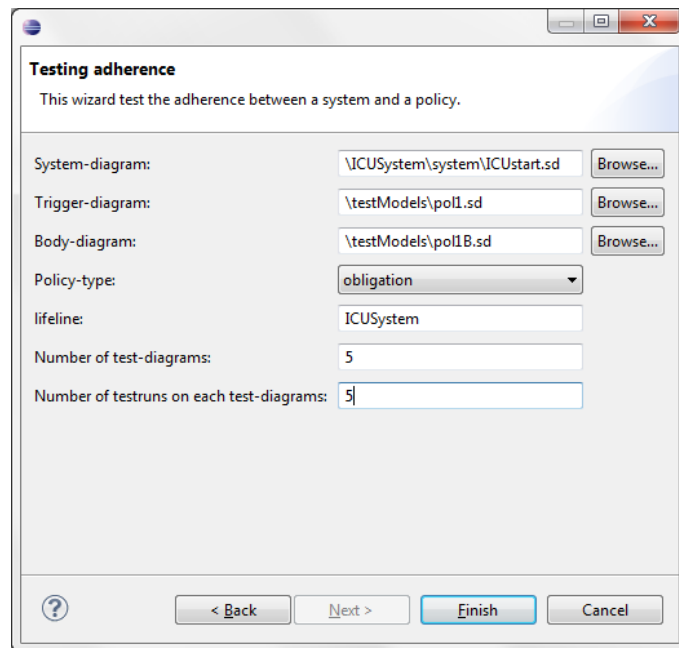 Testing adherence
This wizard test the adherence between a system and a policy.
System-diagram: \ICUSystem\system\ICUstart.sd Browse...
Trigger-diagram: \testModels\pol1.sd Browse...
Body-diagram: \testModels\pol1B.sd Browse...
Policy-type: obligation
lifeline: ICUSystem
Number of test-diagrams: 5
Number of testruns on each test-diagrams: 5
? < Back Next > Finish Cancel